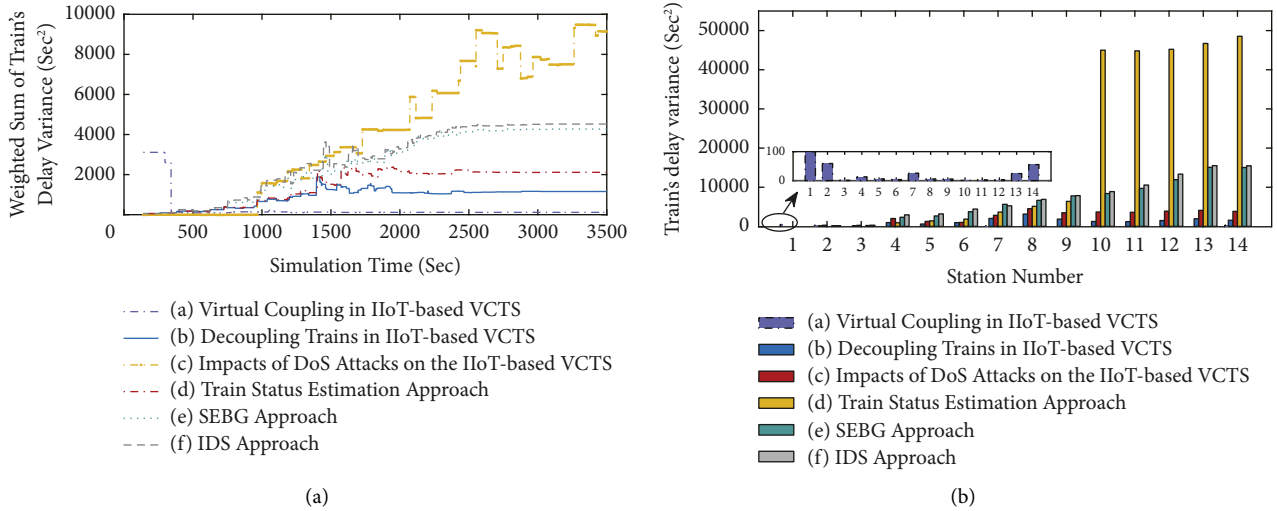 Weighted Sum of Train's
Delay Variance (Sec²)
10000
8000
6000
4000
2000
0 500 1000 1500 2000 2500 3000 3500
Simulation Time (Sec)
(a) Virtual Coupling in IIoT-based VCTS
(b) Decoupling Trains in IIoT-based VCTS
(c) Impacts of DoS Attacks on the IIoT-based VCTS
(d) Train Status Estimation Approach
(e) SEBG Approach
(f) IDS Approach
(a)
Train's delay variance (Sec²)
50000
40000
30000
20000
10000
0
100
0
1 2 3 4 5 6 7 8 9 10 11 12 13 14
1 2 3 4 5 6 7 8 9 10 11 12 13 14
Station Number
(a) Virtual Coupling in IIoT-based VCTS
(b) Decoupling Trains in IIoT-based VCTS
(c) Impacts of DoS Attacks on the IIoT-based VCTS
(d) Train Status Estimation Approach
(e) SEBG Approach
(f) IDS Approach
(b)